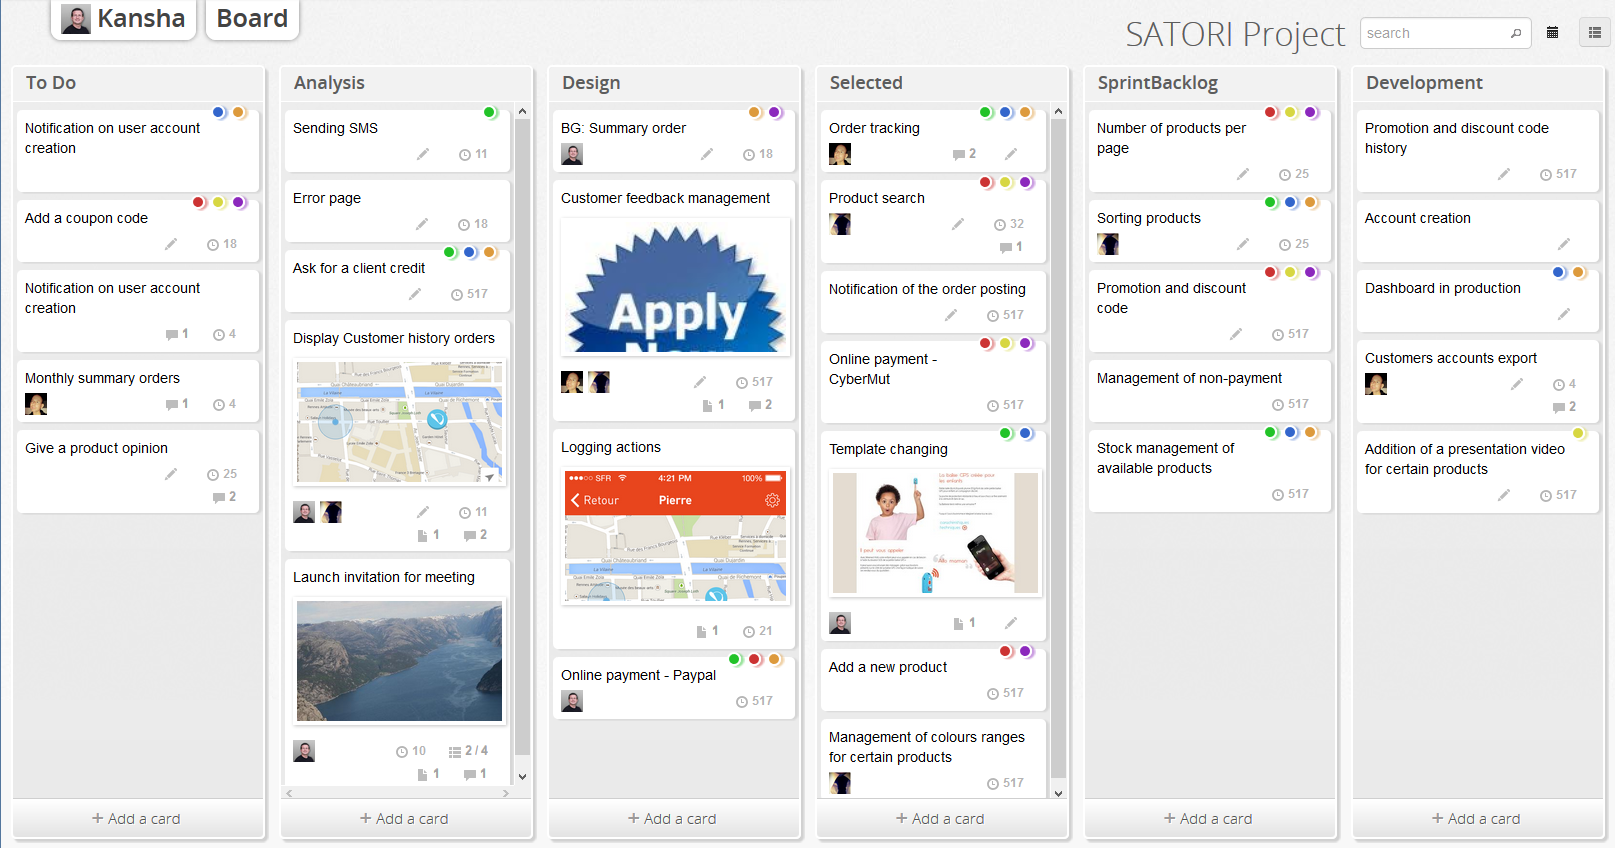 Kansha
Board
SATORI Project
search
To Do
Notification on user account
creation
Add a coupon code
18
Notification on user account
creation
1
4
Monthly summary orders
1
4
Give a product opinion
25
2
+ Add a card
Analysis
Sending SMS
11
Error page
18
Ask for a client credit
517
Display Customer history orders
11
1
2
Launch invitation for meeting
10
2 / 4
1
1
+ Add a card
Design
BG: Summary order
18
Customer feedback management
Apply
517
1
2
Logging actions
SFR
4:21 PM
100%
Retour
Pierre
1
21
Online payment - Paypal
517
+ Add a card
Selected
Order tracking
2
Product search
32
1
Notification of the order posting
517
Online payment -
CyberMut
517
Template changing
1
Add a new product
517
Management of colours ranges
for certain products
517
+ Add a card
SprintBacklog
Number of products per
page
25
Sorting products
25
Promotion and discount
code
517
Management of non-payment
517
Stock management of
available products
517
+ Add a card
Development
Promotion and discount code
history
517
Account creation
Dashboard in production
Customers accounts export
4
2
Addition of a presentation video
for certain products
517
+ Add a card